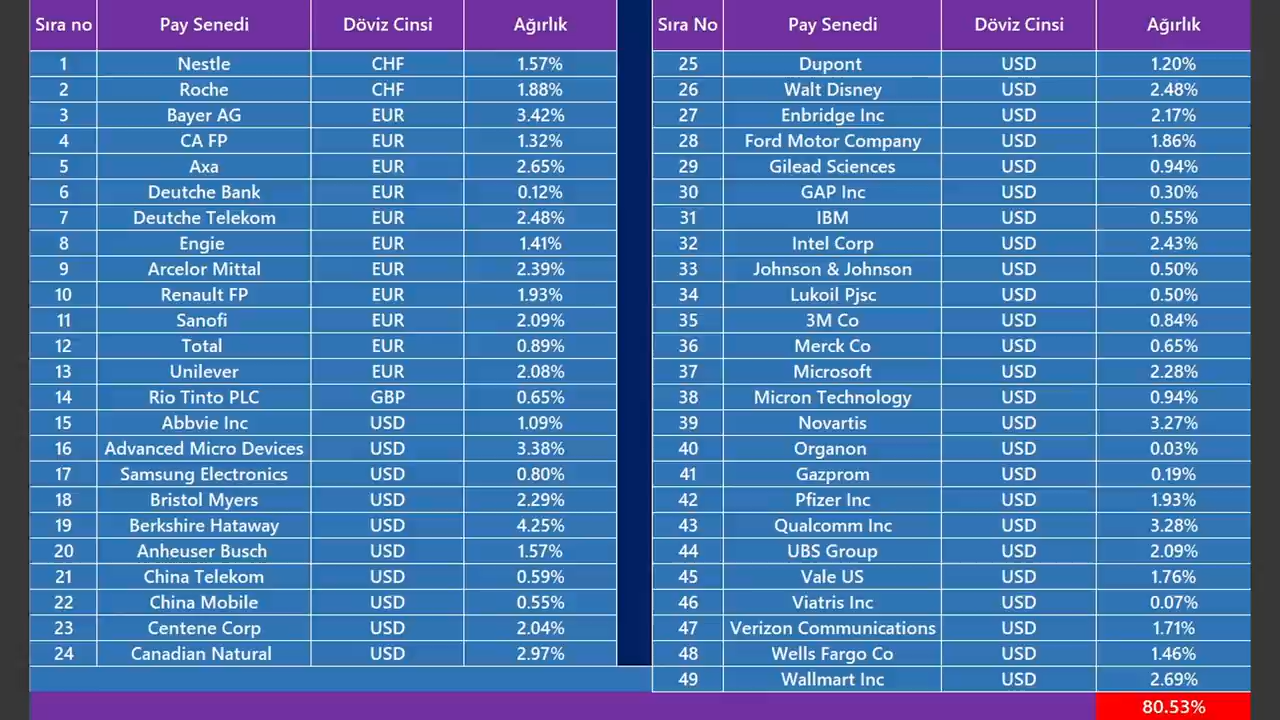 Sıra no Pay Senedi Döviz Cinsi Ağırlık
1 Nestle CHF 1.57%
2 Roche CHF 1.88%
3 Bayer AG EUR 3.42%
4 CA FP EUR 1.32%
5 Axa EUR 2.65%
6 Deutche Bank EUR 0.12%
7 Deutche Telekom EUR 2.48%
8 Engie EUR 1.41%
9 Arcelor Mittal EUR 2.39%
10 Renault FP EUR 1.93%
11 Sanofi EUR 2.09%
12 Total EUR 0.89%
13 Unilever EUR 2.08%
14 Rio Tinto PLC GBP 0.65%
15 Abbvie Inc USD 1.09%
16 Advanced Micro Devices USD 3.38%
17 Samsung Electronics USD 0.80%
18 Bristol Myers USD 2.29%
19 Berkshire Hataway USD 4.25%
20 Anheuser Busch USD 1.57%
21 China Telekom USD 0.59%
22 China Mobile USD 0.55%
23 Centene Corp USD 2.04%
24 Canadian Natural USD 2.97%
Sıra No Pay Senedi Döviz Cinsi Ağırlık
25 Dupont USD 1.20%
26 Walt Disney USD 2.48%
27 Enbridge Inc USD 2.17%
28 Ford Motor Company USD 1.86%
29 Gilead Sciences USD 0.94%
30 GAP Inc USD 0.30%
31 IBM USD 0.55%
32 Intel Corp USD 2.43%
33 Johnson & Johnson USD 0.50%
34 Lukoil Pjsc USD 0.50%
35 3M Co USD 0.84%
36 Merck Co USD 0.65%
37 Microsoft USD 2.28%
38 Micron Technology USD 0.94%
39 Novartis USD 3.27%
40 Organon USD 0.03%
41 Gazprom USD 0.19%
42 Pfizer Inc USD 1.93%
43 Qualcomm Inc USD 3.28%
44 UBS Group USD 2.09%
45 Vale US USD 1.76%
46 Viatris Inc USD 0.07%
47 Verizon Communications USD 1.71%
48 Wells Fargo Co USD 1.46%
49 Wallmart Inc USD 2.69%
80.53%